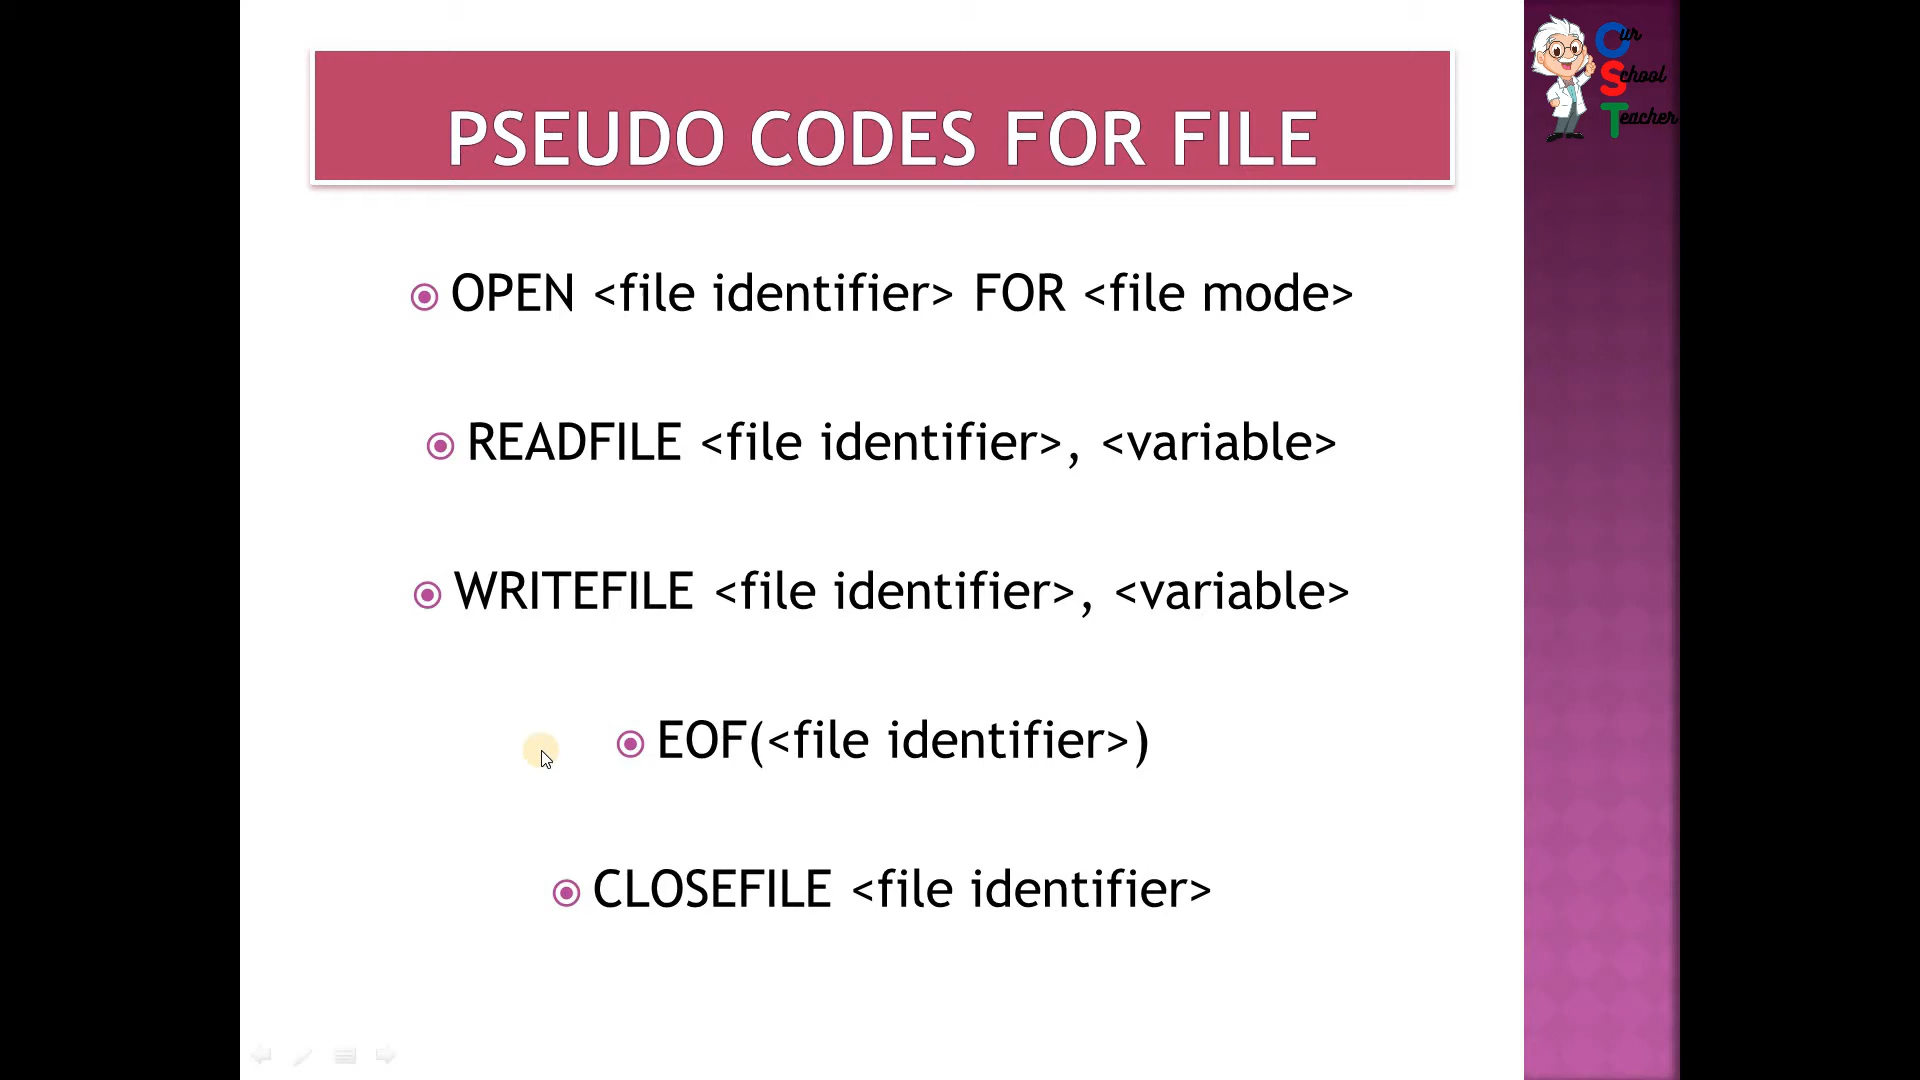 PSEUDO CODES FOR FILE
Our
School
Teacher
OPEN <file identifier> FOR <file mode>
READFILE <file identifier>, <variable>
WRITEFILE <file identifier>, <variable>
EOF(<file identifier>)
CLOSEFILE <file identifier>